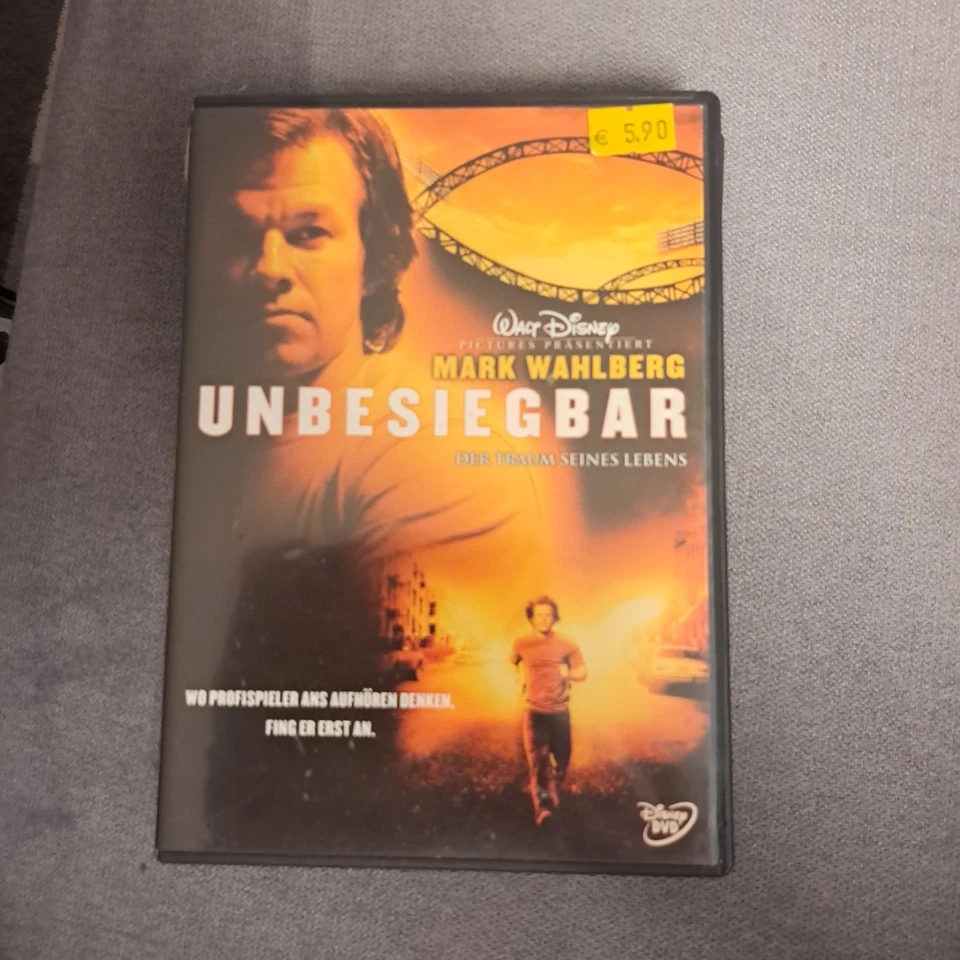 € 5.90
WALT DISNEY
PICTURES PRÄSENTIERT
MARK WAHLBERG
UNBESIEGBAR
DER TRAUM SEINES LEBENS
WO PROFISPIELER ANS AUFHÖREN DENKEN,
FING ER ERST AN.
Disney
DVD